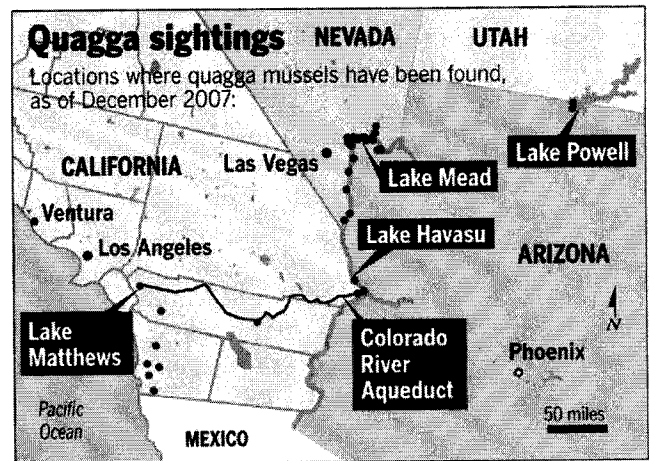 Quagga sightings
Locations where quagga mussels have been found,
as of December 2007:
NEVADA
UTAH
CALIFORNIA
Las Vegas
Lake Mead
Lake Powell
Ventura
Los Angeles
Lake Havasu
ARIZONA
Lake
Matthews
Colorado
River
Aqueduct
N
Phoenix
Pacific
Ocean
MEXICO
50 miles